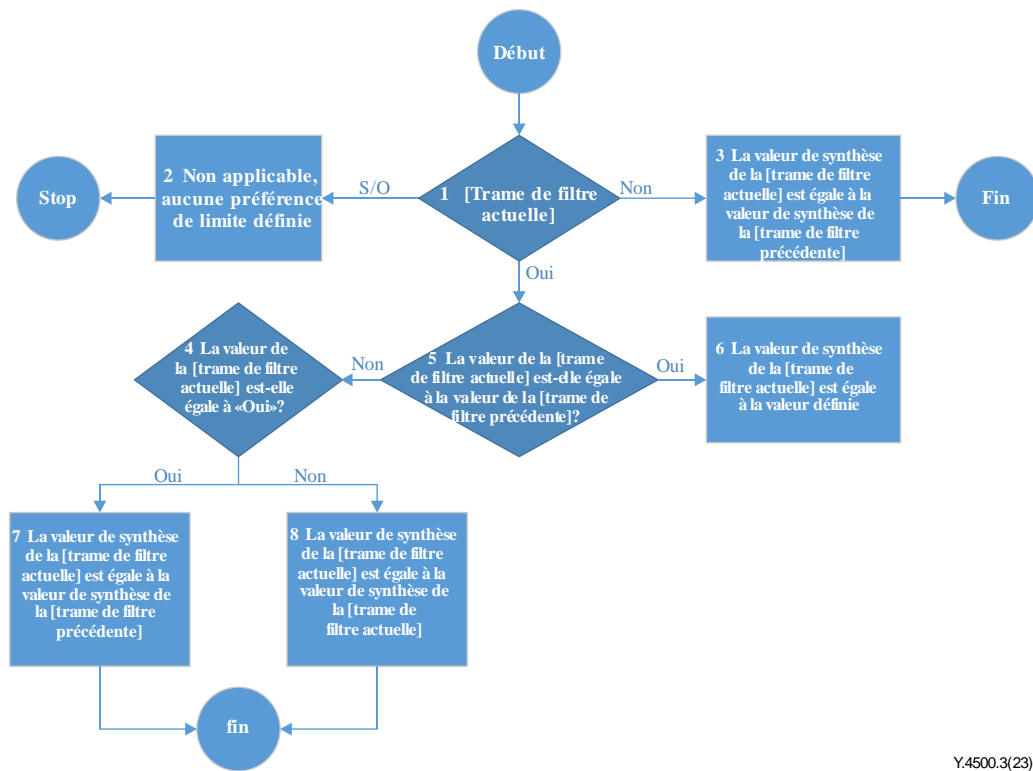 Début
2 Non applicable,
aucune préférence
de limite définie
S/O
Stop
1 [Trame de filtre
actuelle]
Non
3 La valeur de synthèse
de la [trame de filtre
actuelle] est égale à la
valeur de synthèse de
la [trame de filtre
précédente]
Fin
Oui
4 La valeur de
la [trame de filtre
actuelle] est-elle
égale à «Oui»?
Non
5 La valeur de la [trame
de filtre actuelle] est-elle égale
à la valeur de la [trame de
filtre précédente]?
Oui
6 La valeur de synthèse
de la [trame de
filtre actuelle] est égale
à la valeur définie
Oui
Non
7 La valeur de synthèse
de la [trame de filtre
actuelle] est égale à la
valeur de synthèse de
la [trame de filtre
précédente]
8 La valeur de synthèse
de la [trame de filtre
actuelle] est égale à la
valeur de synthèse de
la [trame de
filtre actuelle]
fin
Y.4500.3(23)